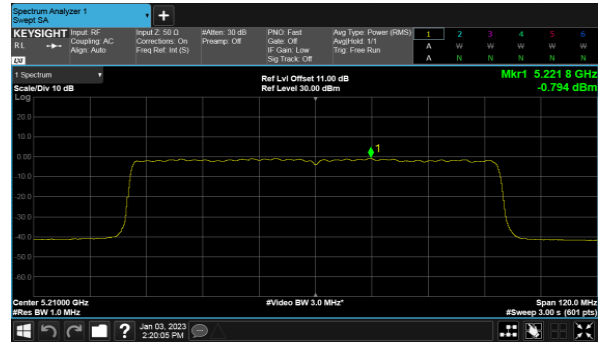 Spectrum Analyzer 1
Swept SA
+
KEYSIGHT Input: RF Input Z: 50 Ω #Atten: 30 dB PNO: Fast Avg Type: Power (RMS) 1 2 3 4 5 6
RL Coupling: AC Corrections: On Preamp: Off Gate: Off Avg|Hold: 1/1 A W W W W W
Align: Auto Freq Ref: Int (S) IF Gain: Low Trig: Free Run
LXI Sig Track: Off A N N N N N
1 Spectrum Ref Lvl Offset 11.00 dB Mkr1 5.221 8 GHz
Scale/Div 10 dB Ref Level 30.00 dBm -0.794 dBm
Log
20.0
10.0
1
0.00
-10.0
-20.0
-30.0
-40.0
-50.0
-60.0
Center 5.21000 GHz #Video BW 3.0 MHz* Span 120.0 MHz
#Res BW 1.0 MHz #Sweep 3.00 s (601 pts)
? Jan 03, 2023
2:20:05 PM